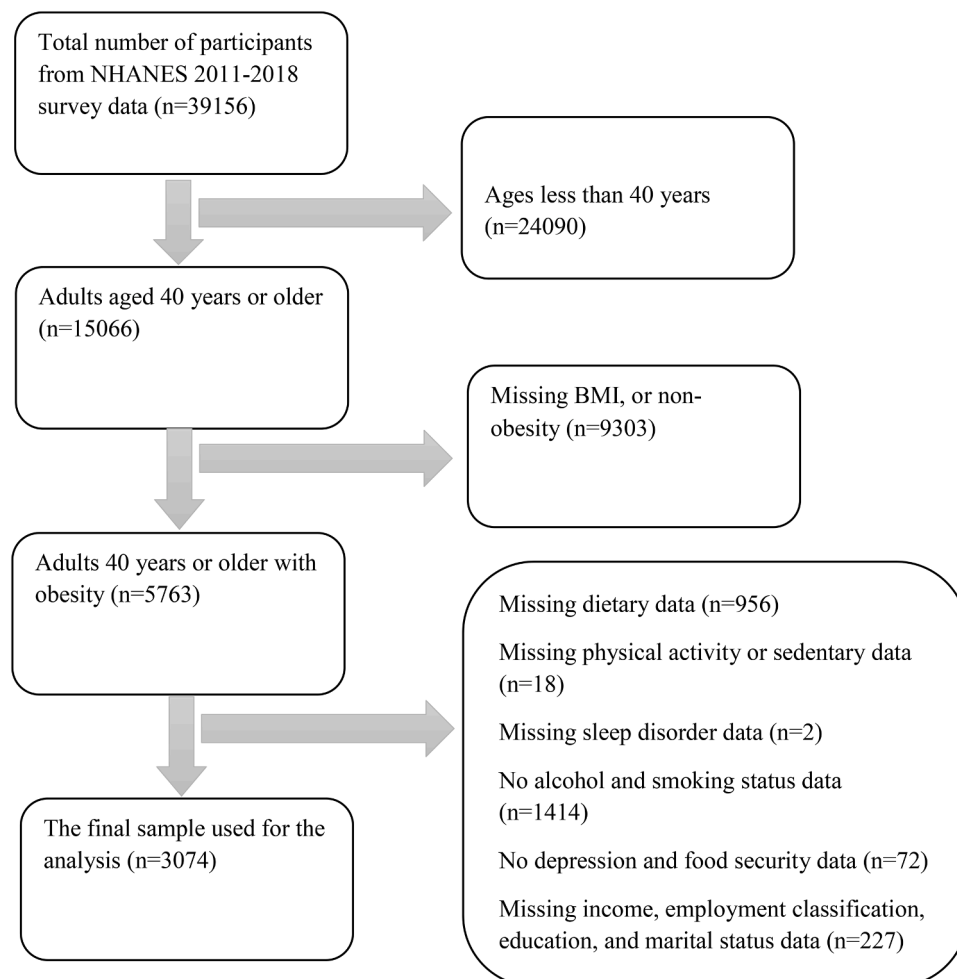 Total number of participants
from NHANES 2011-2018
survey data (n=39156)
Ages less than 40 years
(n=24090)
Adults aged 40 years or older
(n=15066)
Missing BMI, or non-
obesity (n=9303)
Adults 40 years or older with
obesity (n=5763)
Missing dietary data (n=956)
Missing physical activity or sedentary data
(n=18)
Missing sleep disorder data (n=2)
No alcohol and smoking status data
(n=1414)
No depression and food security data (n=72)
Missing income, employment classification,
education, and marital status data (n=227)
The final sample used for the
analysis (n=3074)